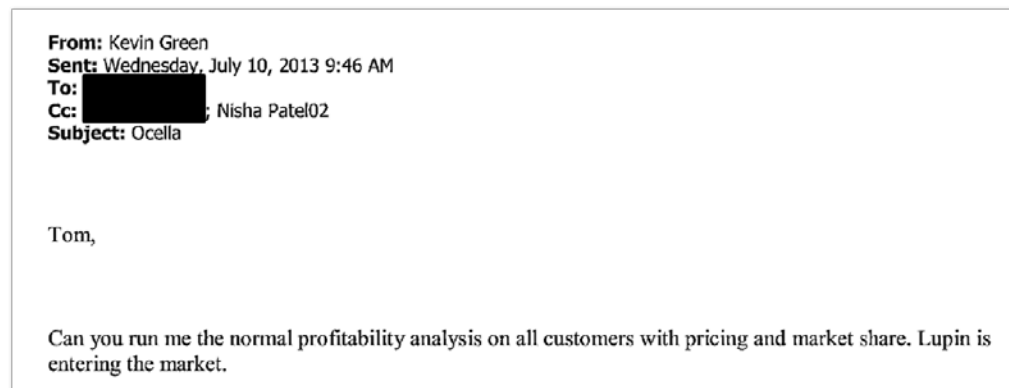 From: Kevin Green
Sent: Wednesday, July 10, 2013 9:46 AM
To:
Cc: ; Nisha Patel02
Subject: Ocella
Tom,
Can you run me the normal profitability analysis on all customers with pricing and market share. Lupin is
entering the market.